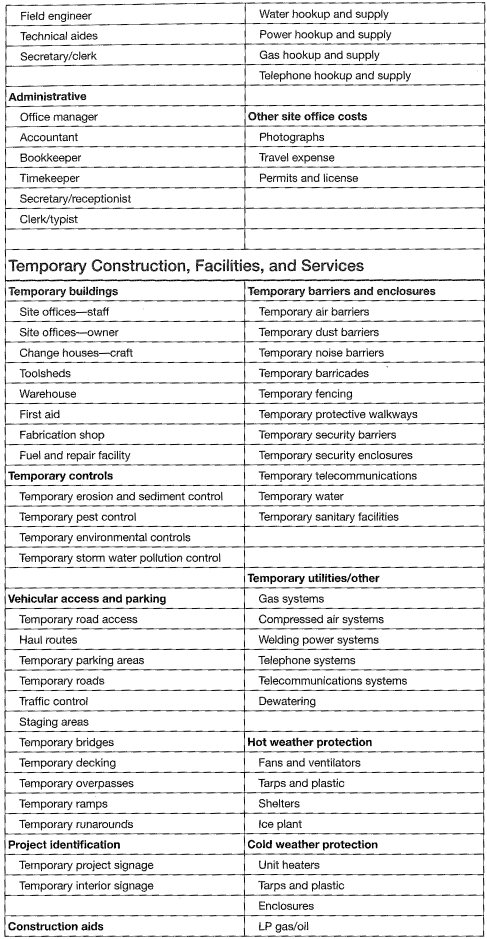 Field engineer
Technical aides
Secretary/clerk
Administrative
Office manager
Accountant
Bookkeeper
Timekeeper
Secretary/receptionist
Clerk/typist
Water hookup and supply
Power hookup and supply
Gas hookup and supply
Telephone hookup and supply
Other site office costs
Photographs
Travel expense
Permits and license
Temporary Construction, Facilities, and Services
Temporary buildings
Site offices—staff
Site offices—owner
Change houses—craft
Toolsheds
Warehouse
First aid
Fabrication shop
Fuel and repair facility
Temporary controls
Temporary erosion and sediment control
Temporary pest control
Temporary environmental controls
Temporary storm water pollution control
Vehicular access and parking
Temporary road access
Haul routes
Temporary parking areas
Temporary roads
Traffic control
Staging areas
Temporary bridges
Temporary decking
Temporary overpasses
Temporary ramps
Temporary runarounds
Project identification
Temporary project signage
Temporary interior signage
Construction aids
Temporary barriers and enclosures
Temporary air barriers
Temporary dust barriers
Temporary noise barriers
Temporary barricades
Temporary fencing
Temporary protective walkways
Temporary security barriers
Temporary security enclosures
Temporary telecommunications
Temporary water
Temporary sanitary facilities
Temporary utilities/other
Gas systems
Compressed air systems
Welding power systems
Telephone systems
Telecommunications systems
Dewatering
Hot weather protection
Fans and ventilators
Tarps and plastic
Shelters
Ice plant
Cold weather protection
Unit heaters
Tarps and plastic
Enclosures
LP gas/oil